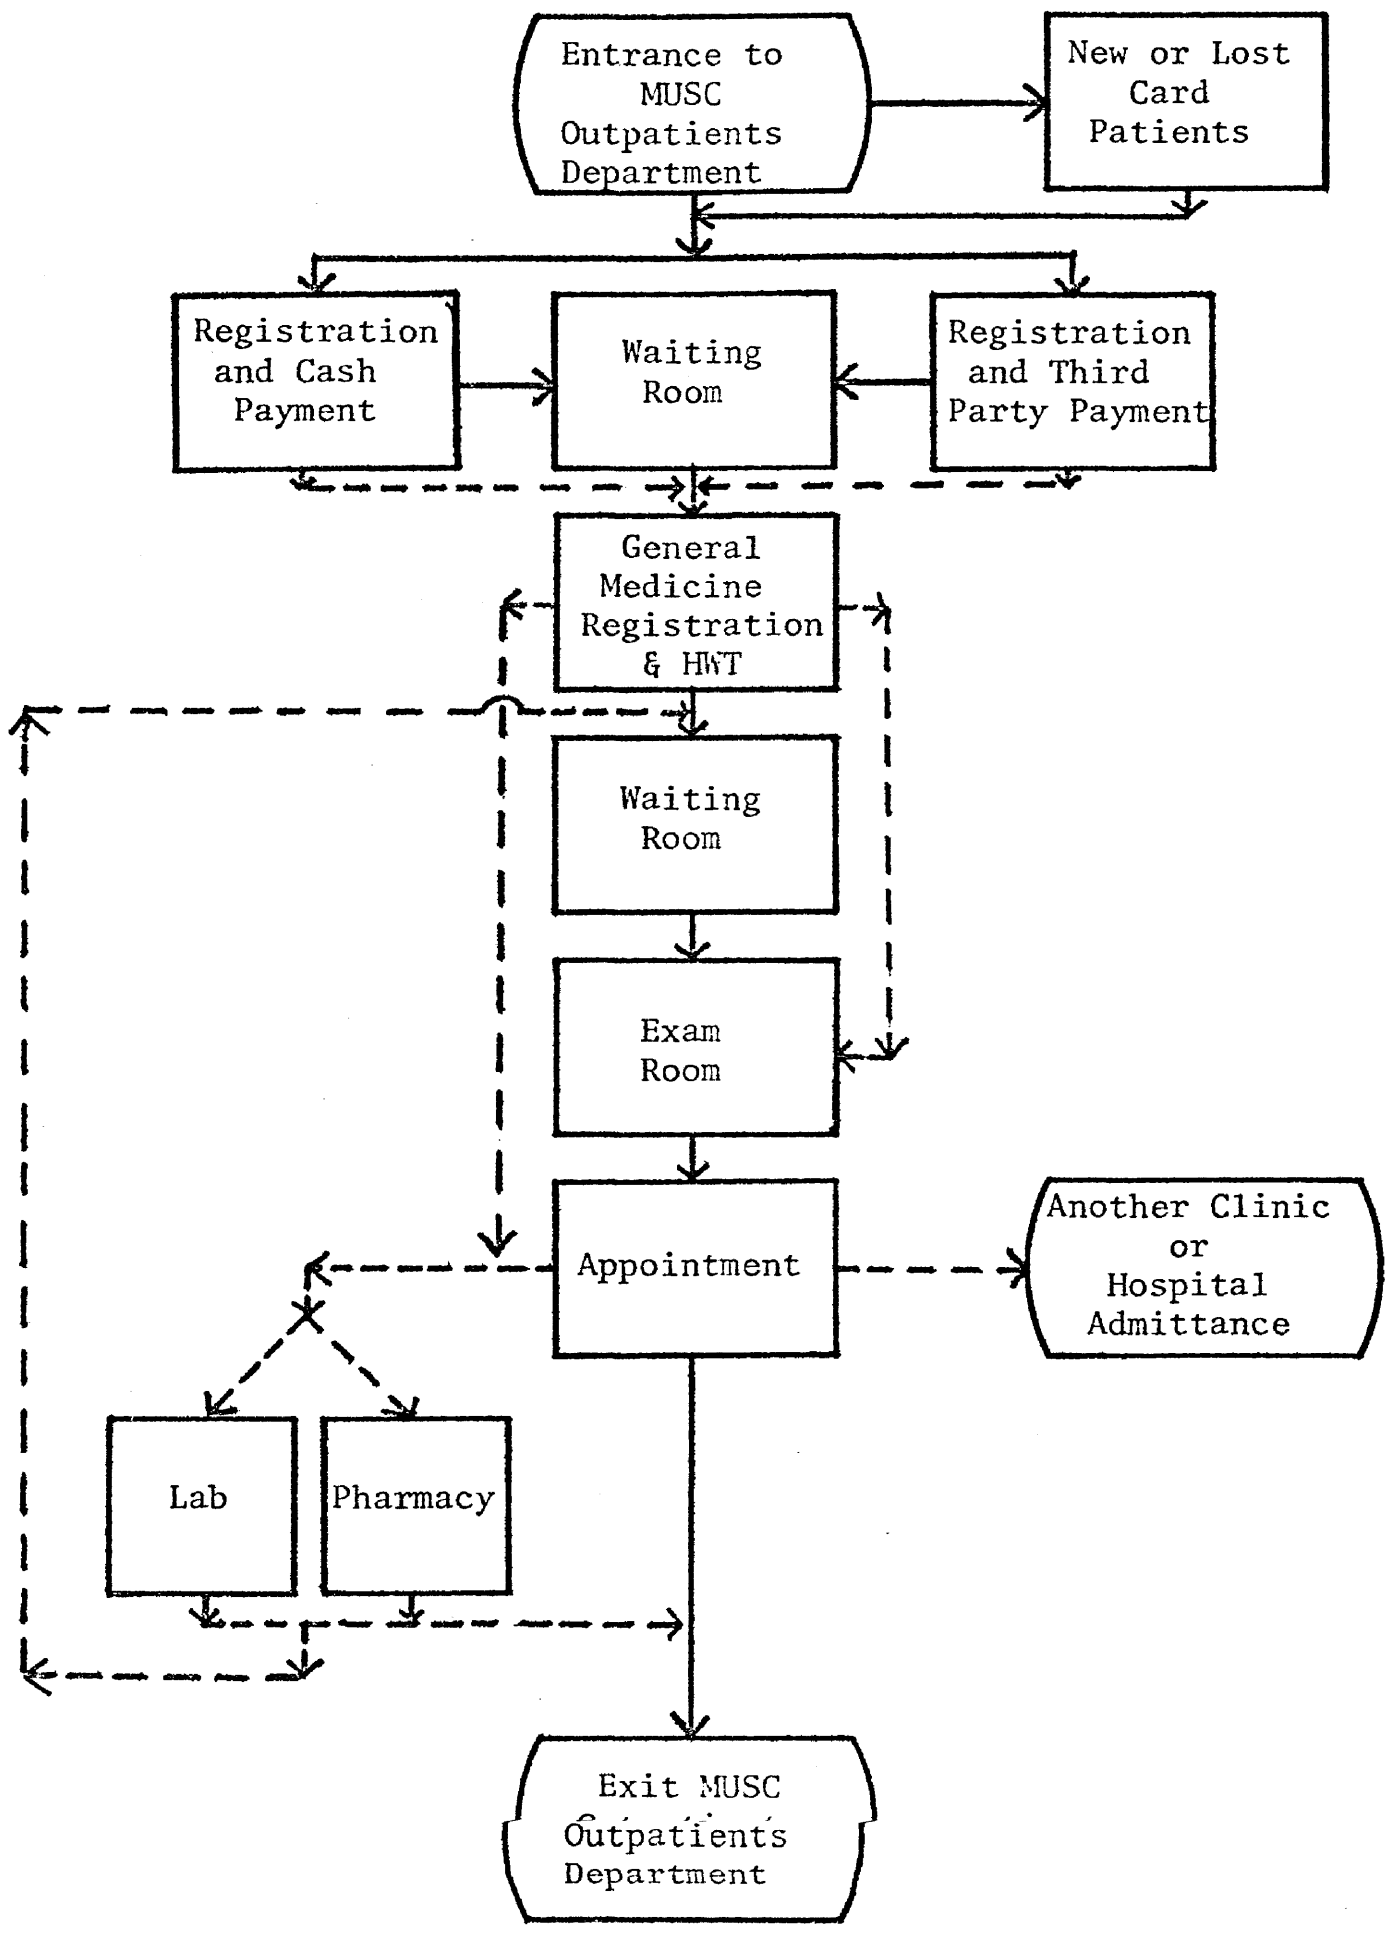 Entrance to
MUSC
Outpatients
Department
New or Lost
Card
Patients
Registration
and Cash
Payment
Waiting
Room
Registration
and Third
Party Payment
General
Medicine
Registration
& HWT
Waiting
Room
Exam
Room
Appointment
Another Clinic
or
Hospital
Admittance
Lab
Pharmacy
Exit MUSC
Outpatients
Department